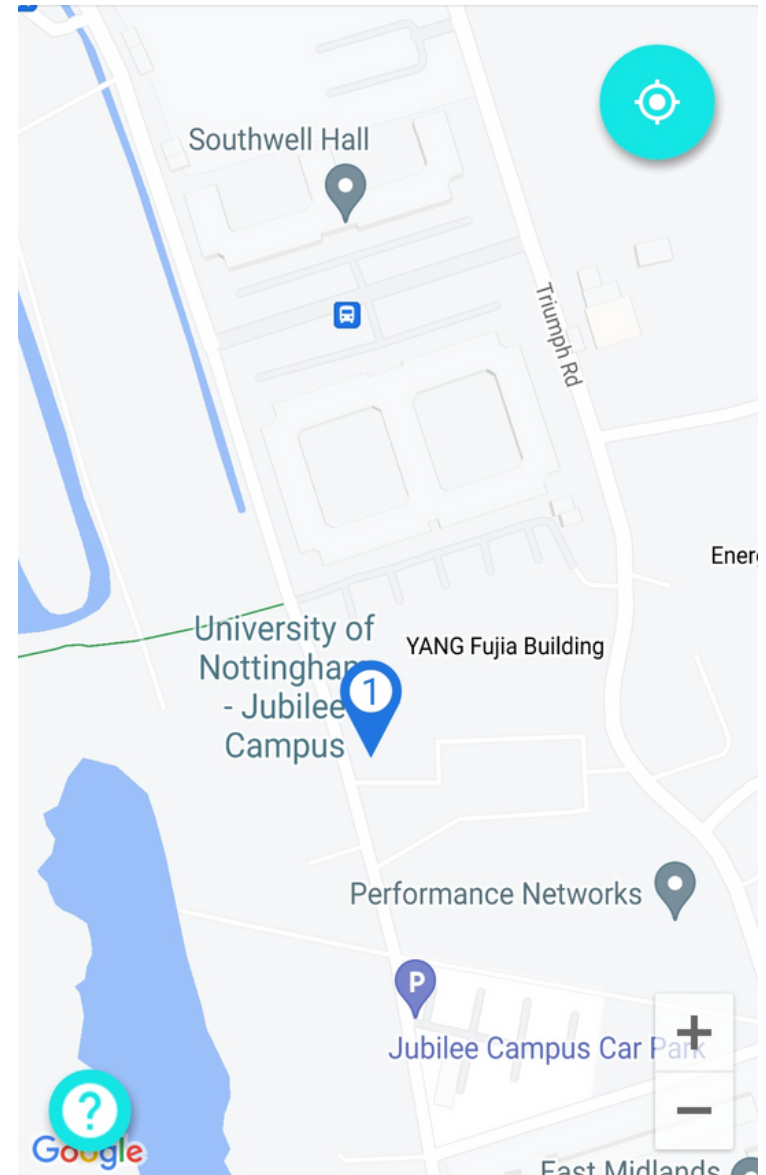 Southwell Hall
Triumph Rd
Energ
University of
Nottingham
- Jubilee
Campus
YANG Fujia Building
1
Performance Networks
P
Jubilee Campus Car Park
+
−
?
Google
East Midlands